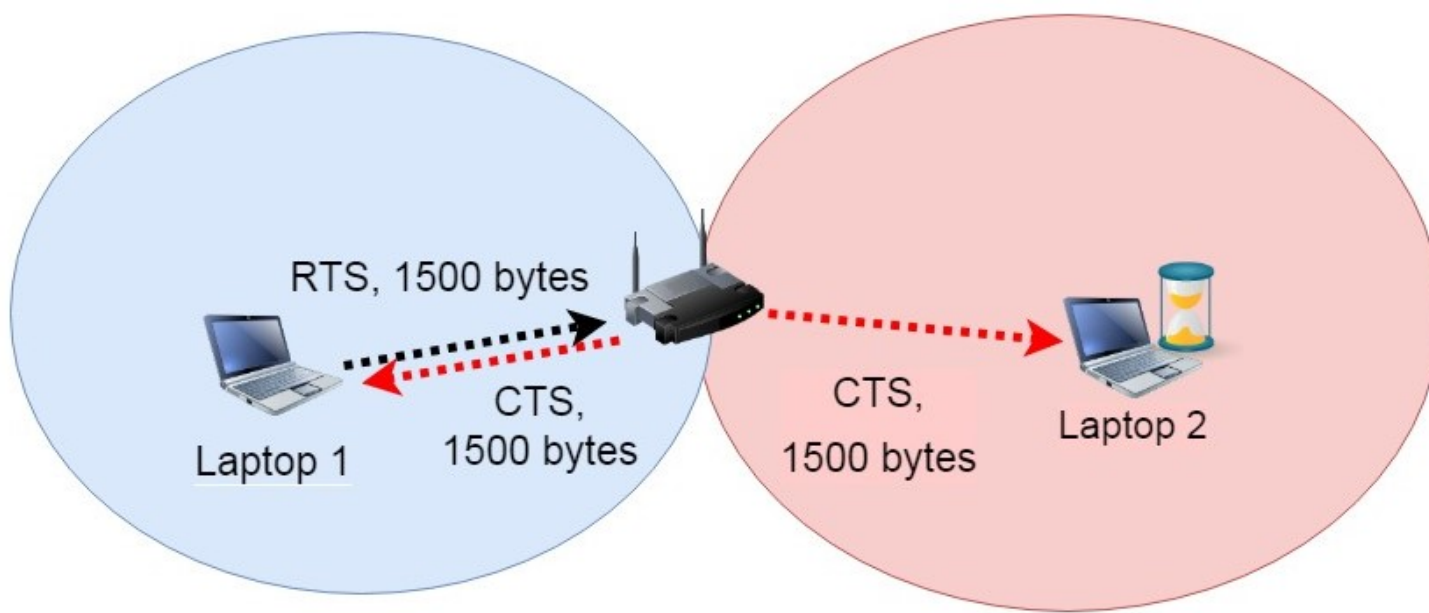 RTS, 1500 bytes
CTS,
1500 bytes
Laptop 1
CTS,
1500 bytes
Laptop 2